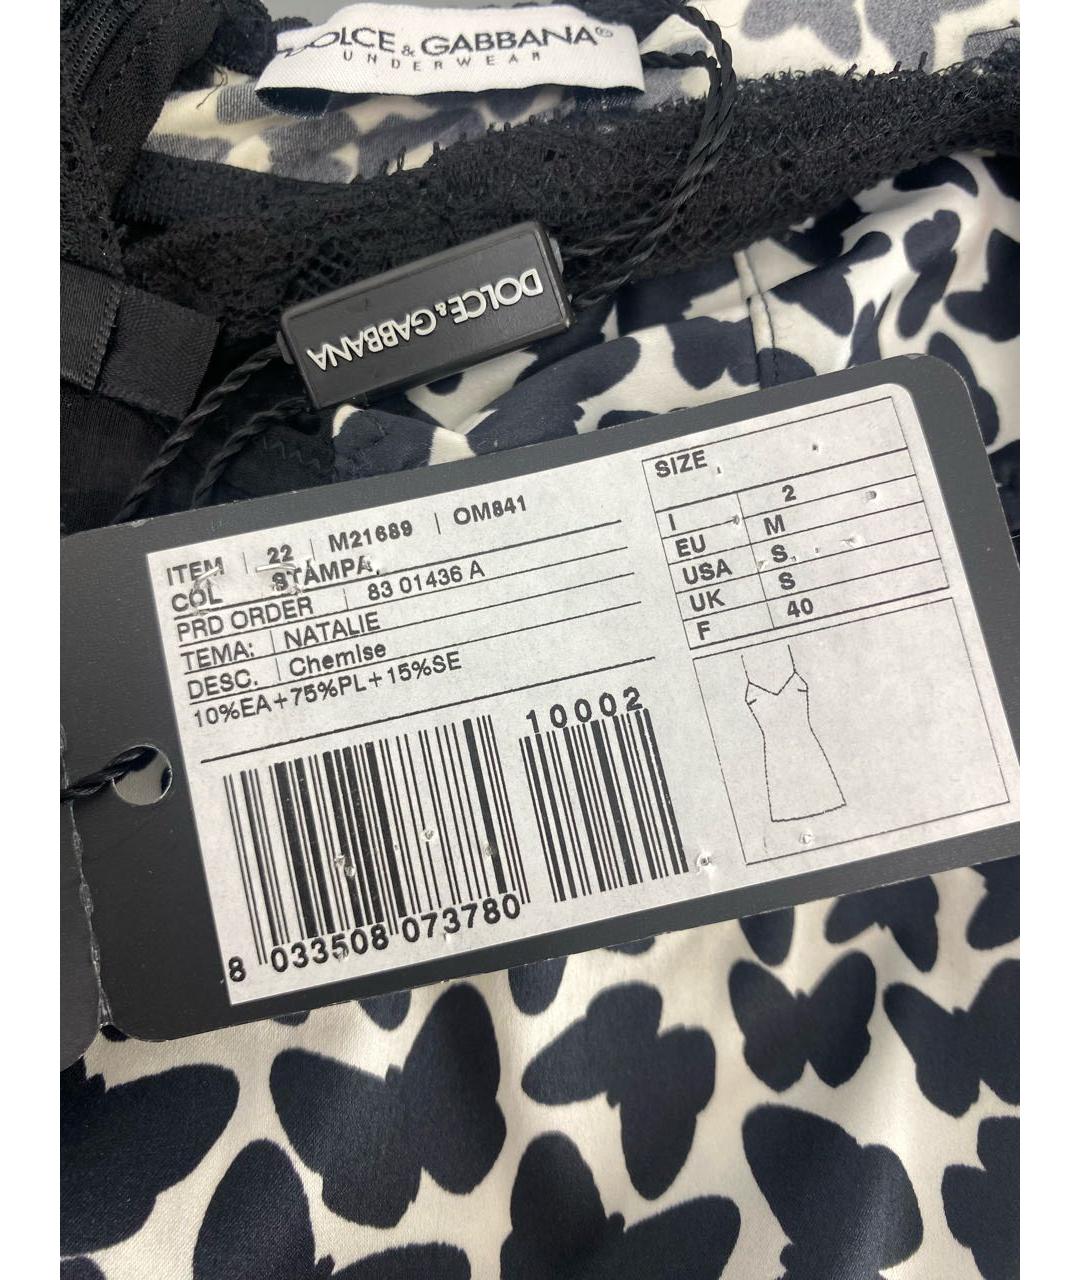 DOLCE & GABBANA®
UNDERWEAR
DOLCE&GABBANA
ITEM 22 M21689 OM841
COL STAMPA
PRD ORDER 83 01436 A
TEMA: NATALIE
DESC. Chemise
10%EA+75%PL+15%SE
SIZE
I 2
EU M
USA S
UK S
F 40
10002
8 033508 073780